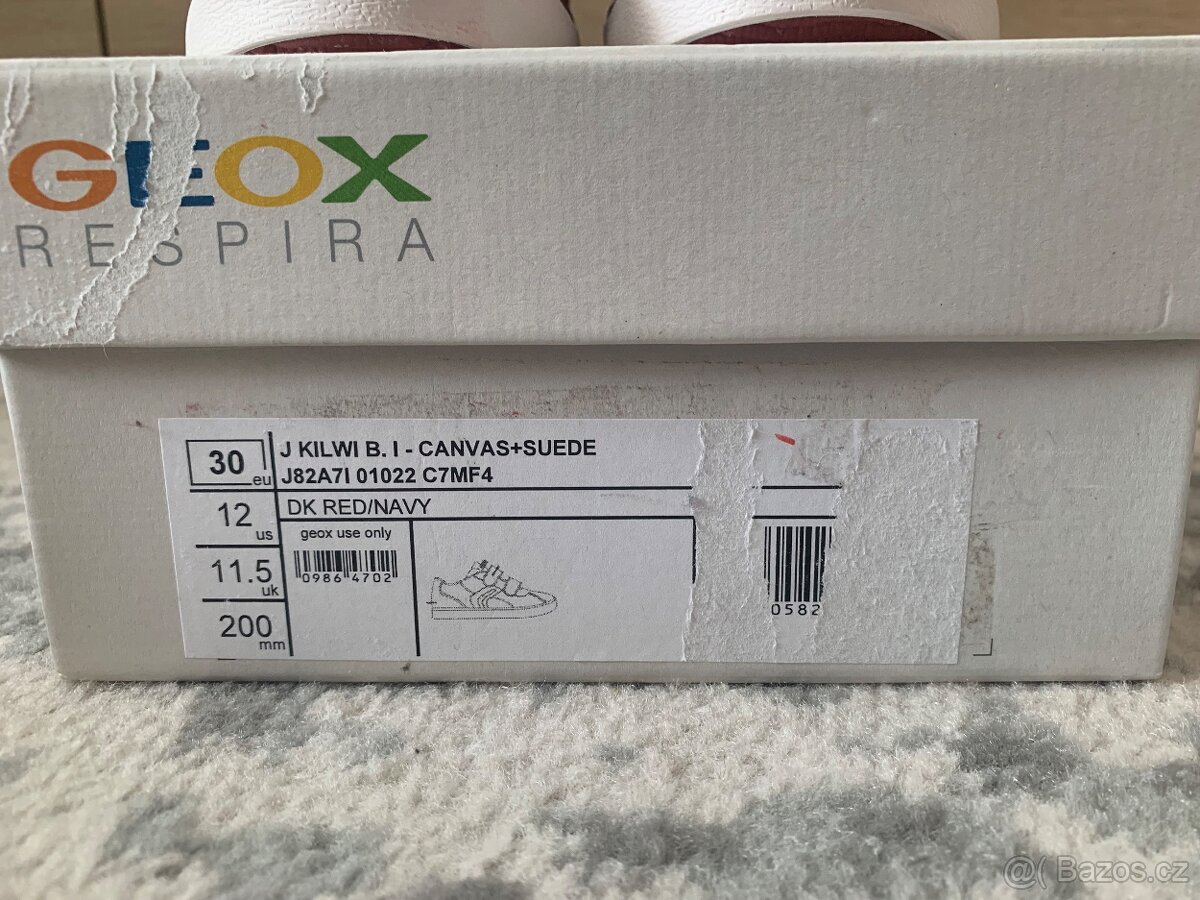 GEOX
RESPIRA
30 eu
J KILWI B. I - CANVAS+SUEDE
J82A7I 01022 C7MF4
12 us
DK RED/NAVY
geox use only
11.5 uk
0986 4702
0582
200 mm
@( Bazos.cz